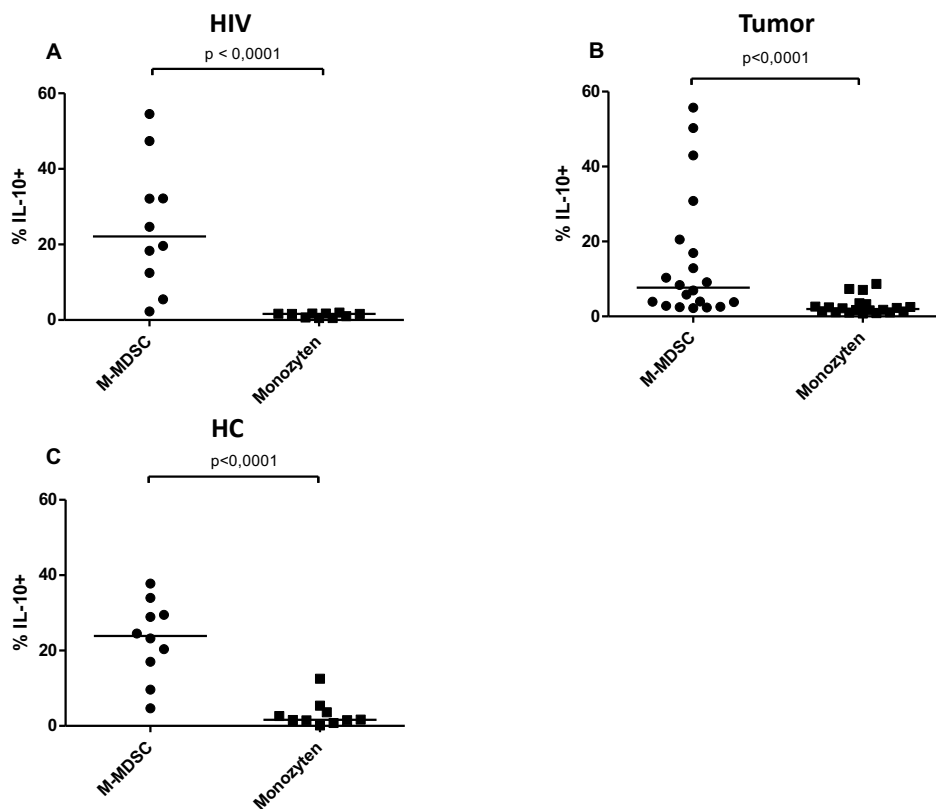 HIV
A
p < 0,0001
% IL-10+
60
40
20
0
M-MDSC
Monozyten
Tumor
B
p<0,0001
% IL-10+
60
40
20
0
M-MDSC
Monozyten
HC
C
p<0,0001
% IL-10+
60
40
20
0
M-MDSC
Monozyten